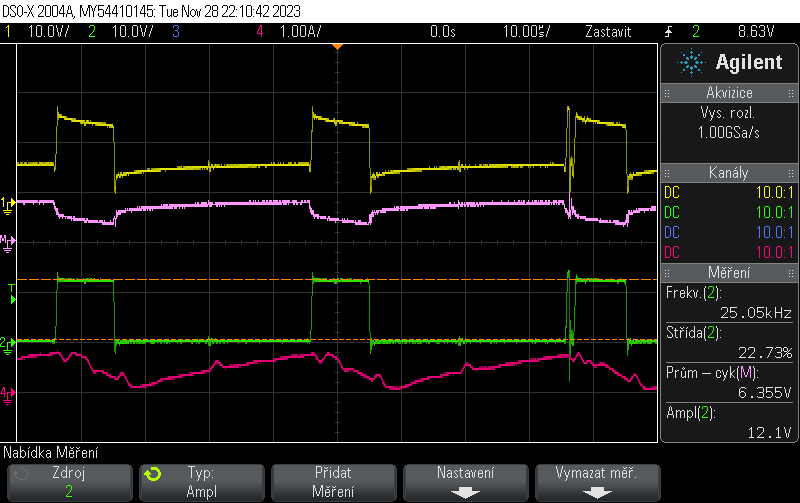 DSO-X 2004A, MY54410145: Tue Nov 28 22:10:42 2023
1 10.0V/ 2 10.0V/ 3 4 1.00A/ 0.0s 10.00µs/ Zastavit 2 8.63V
Agilent
Akvizice
Vys. rozl.
1.00GSa/s
Kanály
DC 10.0:1
DC 10.0:1
DC 10.0:1
DC 10.0:1
Měření
Frekv.(2):
25.05kHz
Střída(2):
22.73%
Prům – cyk(M):
6.355V
Ampl(2):
12.1V
1
M
T
2
4
Nabídka Měření
Zdroj
2
Typ:
Ampl
Přidat
Měření
Nastavení
Vymazat měř.